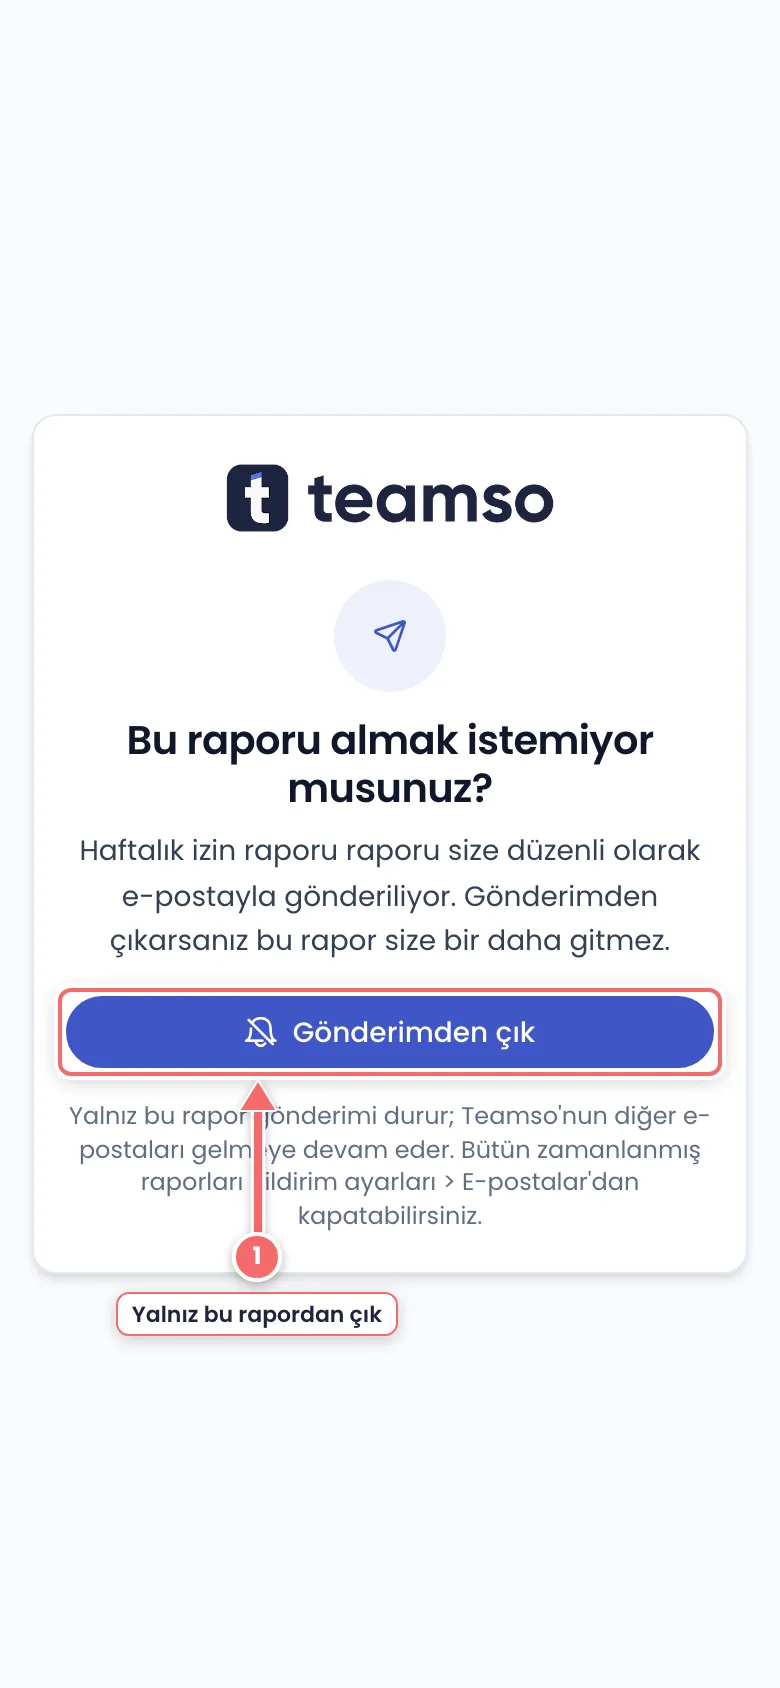 teamso
Bu raporu almak istemiyor
musunuz?
Haftalık izin raporu raporu size düzenli olarak
e-postayla gönderiliyor. Gönderimden
çıkarsanız bu rapor size bir daha gitmez.
Gönderimden çık
Yalnız bu rapor gönderimi durur; Teamso'nun diğer e-
postaları gelmeye devam eder. Bütün zamanlanmış
raporları Bildirim ayarları > E-postalar'dan
kapatabilirsiniz.
1
Yalnız bu rapordan çık